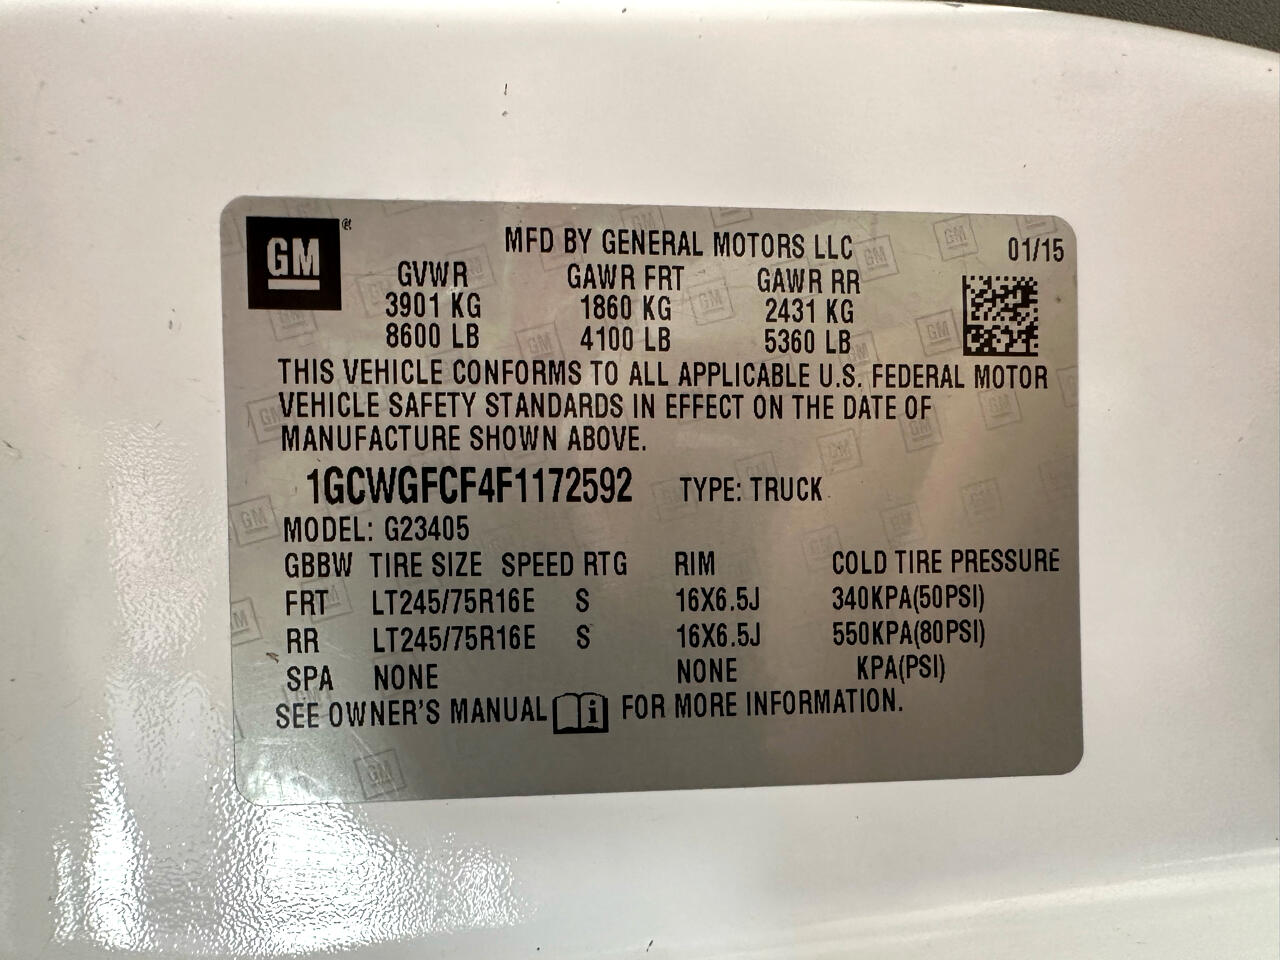 GM
MFD BY GENERAL MOTORS LLC 01/15
GVWR GAWR FRT GAWR RR
3901 KG 1860 KG 2431 KG
8600 LB 4100 LB 5360 LB
THIS VEHICLE CONFORMS TO ALL APPLICABLE U.S. FEDERAL MOTOR
VEHICLE SAFETY STANDARDS IN EFFECT ON THE DATE OF
MANUFACTURE SHOWN ABOVE.
1GCWGFCF4F1172592 TYPE: TRUCK
MODEL: G23405
GBBW TIRE SIZE SPEED RTG RIM COLD TIRE PRESSURE
FRT LT245/75R16E S 16X6.5J 340KPA(50PSI)
RR LT245/75R16E S 16X6.5J 550KPA(80PSI)
SPA NONE NONE KPA(PSI)
SEE OWNER'S MANUAL i FOR MORE INFORMATION.